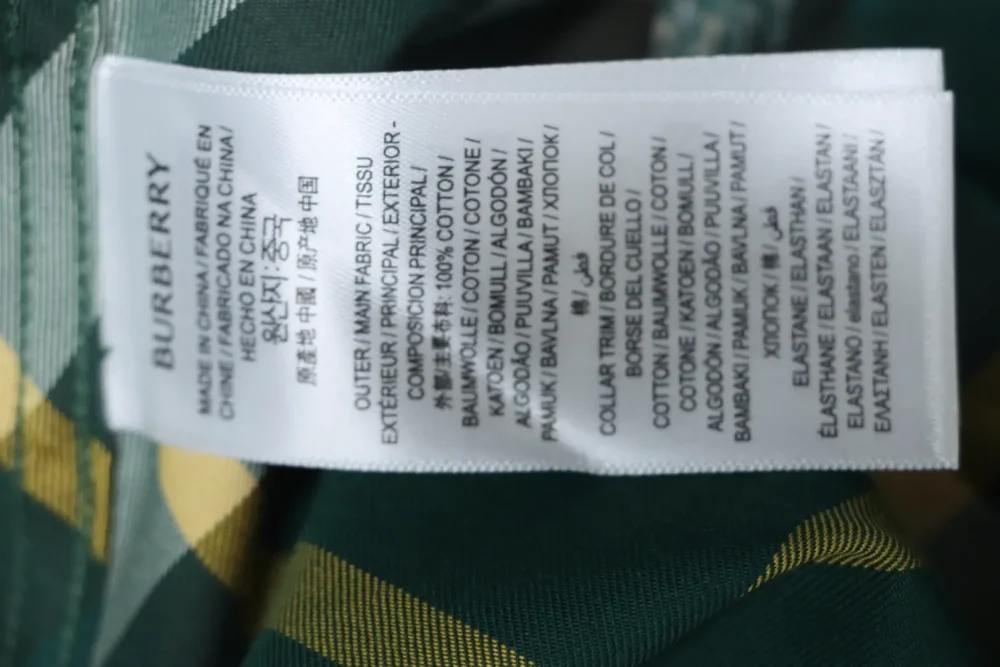 BURBERRY
MADE IN CHINA / FABRIQUÉ EN
CHINE / FABRICADO NA CHINA /
HECHO EN CHINA
원산지:중국
原產地 中國 / 原产地 中国
OUTER / MAIN FABRIC / TISSU
EXTÉRIEUR / PRINCIPAL / EXTERIOR -
COMPOSICION PRINCIPAL /
外部/主要布料: 100% COTTON /
BAUMWOLLE / COTON / COTONE /
KATOEN / BOMULL / ALGODÓN /
ALGODÃO / PUUVILLA / BAMBAKI /
PAMUK / BAVLNA / PAMUT / ХЛОПОК /
棉 / قطن
COLLAR TRIM / BORDURE DE COL /
BORSE DEL CUELLO /
COTTON / BAUMWOLLE / COTON /
COTONE / KATOEN / BOMULL /
ALGODÓN / ALGODÃO / PUUVILLA /
BAMBAKI / PAMUK / BAVLNA / PAMUT /
ХЛОПОК / 棉 / قطن
ELASTANE / ELASTHAN /
ÉLASTHANE / ELASTAAN / ELASTAN /
ELASTANO / elastano / ELASTAANI /
ΕΛΑΣΤΑΝΗ / ELASTEN / ELASZTÁN /